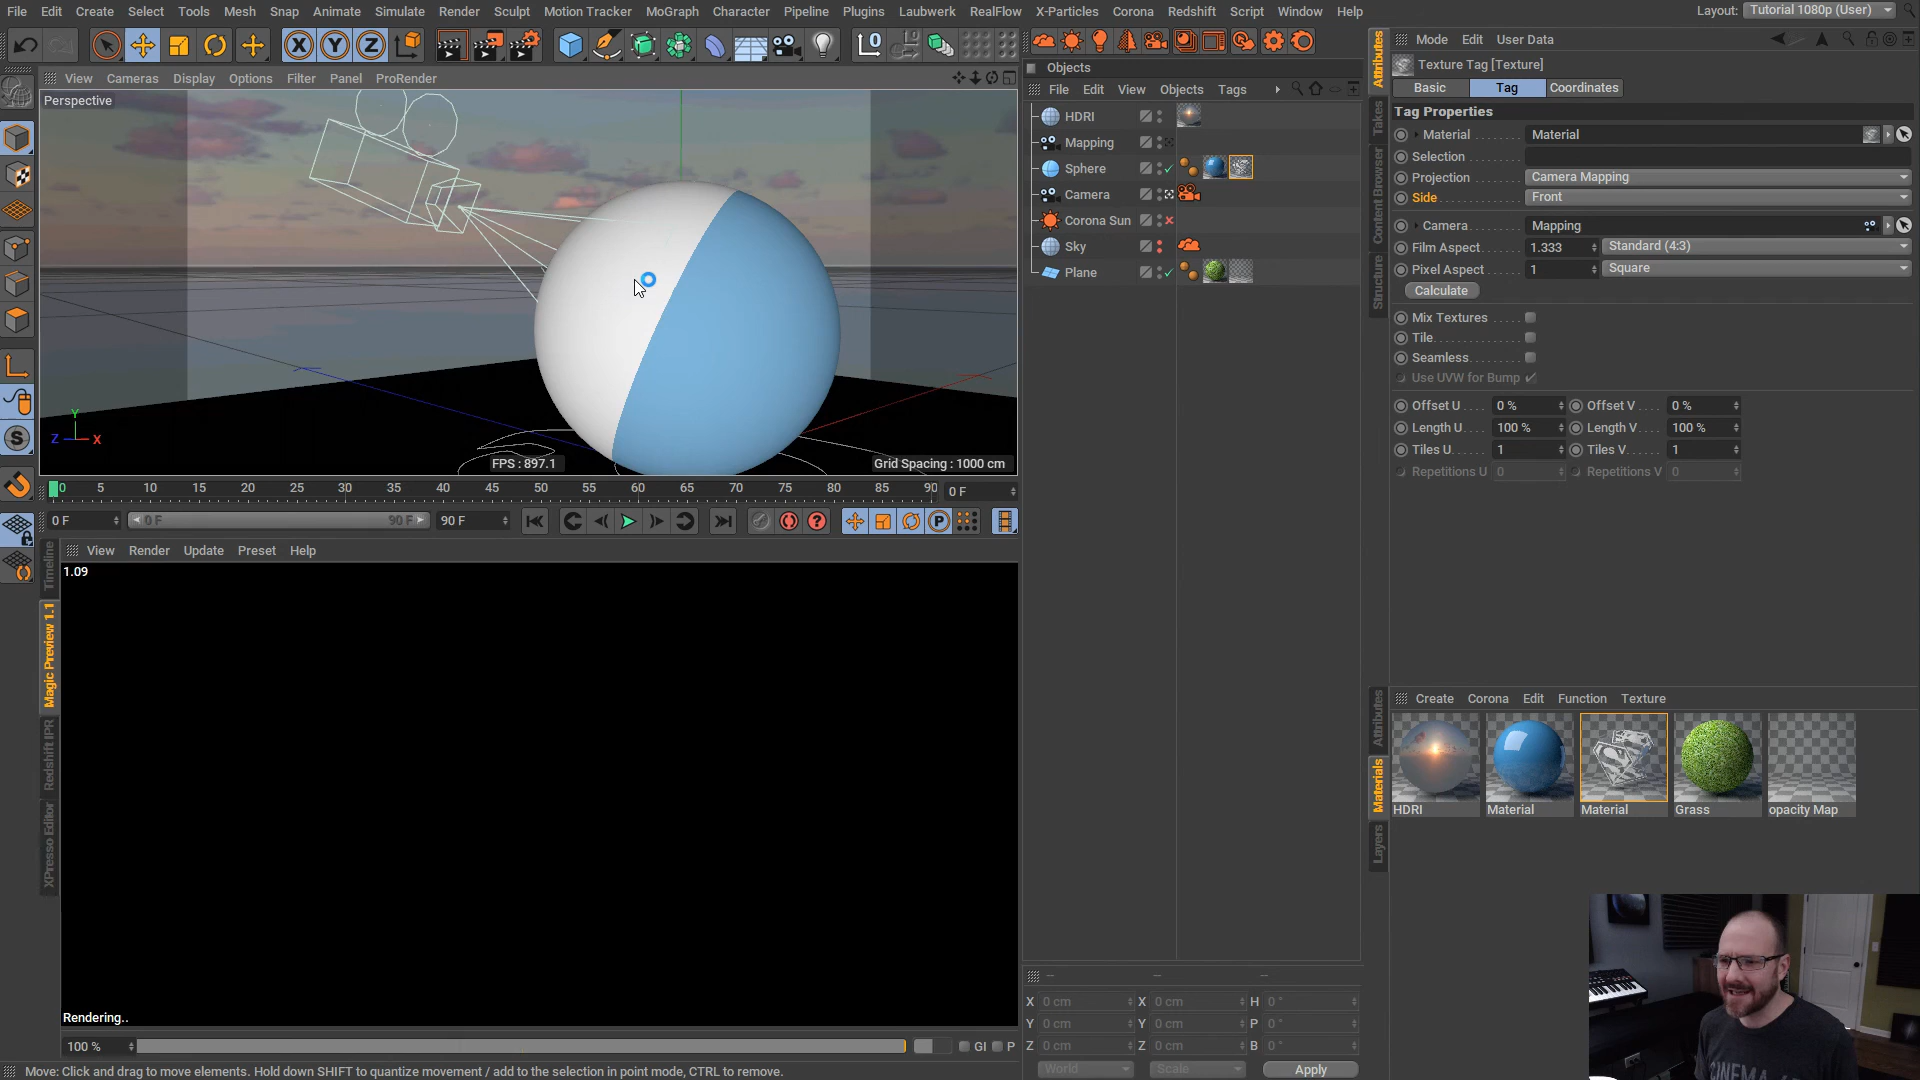 File Edit Create Select Tools Mesh Snap Animate Simulate Render Sculpt Motion Tracker MoGraph Character Pipeline Plugins Laubwerk RealFlow X-Particles Corona Redshift Script Window Help Layout: Tutorial 1080p (User)
View Cameras Display Options Filter Panel ProRender
Perspective
Y
Z X
FPS : 897.1
Grid Spacing : 1000 cm
0 5 10 15 20 25 30 35 40 45 50 55 60 65 70 75 80 85 90 0 F
0 F 0 F 90 F 90 F
View Render Update Preset Help
1.09
Rendering..
100 % GI P
Timeline
Magic Preview 1.1
Redshift IPR
XPresso Editor
Move: Click and drag to move elements. Hold down SHIFT to quantize movement / add to the selection in point mode, CTRL to remove.
Objects
File Edit View Objects Tags
HDRI
Mapping
Sphere
Camera
Corona Sun
Sky
Plane
-- -- --
X 0 cm X 0 cm H 0 °
Y 0 cm Y 0 cm P 0 °
Z 0 cm Z 0 cm B 0 °
World Scale Apply
Attributes
Takes
Content Browser
Structure
Mode Edit User Data
Texture Tag [Texture]
Basic Tag Coordinates
Tag Properties
Material Material
Selection
Projection Camera Mapping
Side Front
Camera Mapping
Film Aspect 1.333 Standard (4:3)
Pixel Aspect 1 Square
Calculate
Mix Textures
Tile
Seamless
Use UVW for Bump
Offset U 0 % Offset V 0 %
Length U 100 % Length V 100 %
Tiles U 1 Tiles V 1
Repetitions U 0 Repetitions V 0
Attributes
Materials
Layers
Create Corona Edit Function Texture
HDRI Material Material Grass opacity Map